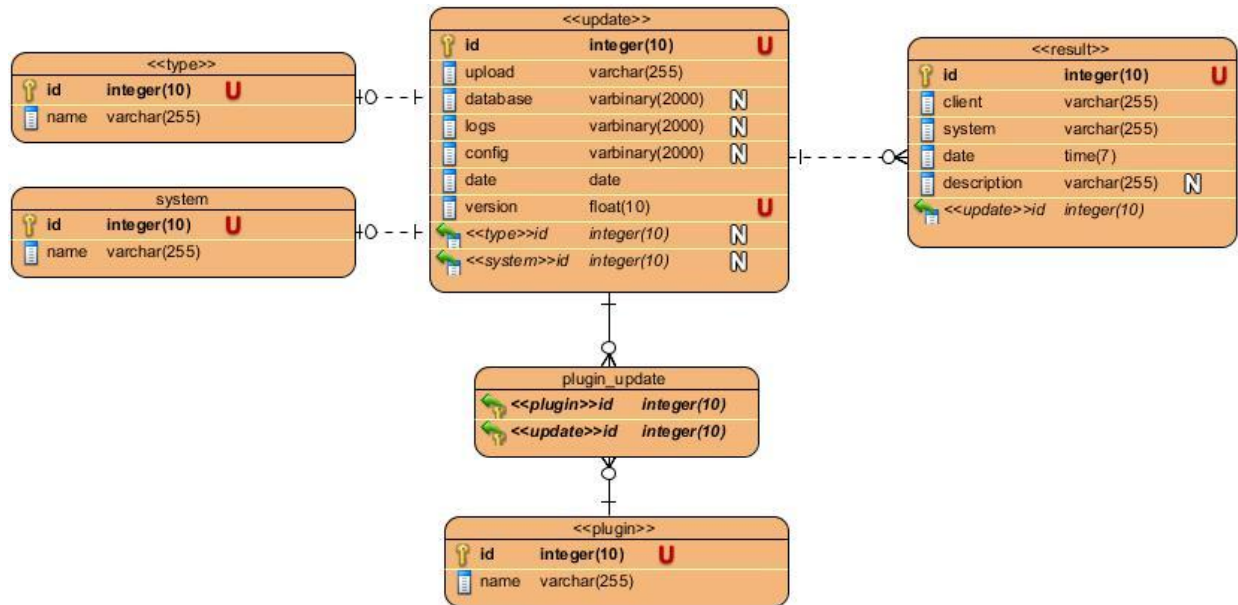 <<type>>
id integer(10) U
name varchar(255)
system
id integer(10) U
name varchar(255)
<<update>>
id integer(10) U
upload varchar(255)
database varbinary(2000) N
logs varbinary(2000) N
config varbinary(2000) N
date date
version float(10) U
<<type>>id integer(10) N
<<system>>id integer(10) N
<<result>>
id integer(10) U
client varchar(255)
system varchar(255)
date time(7)
description varchar(255) N
<<update>>id integer(10)
plugin_update
<<plugin>>id integer(10)
<<update>>id integer(10)
<<plugin>>
id integer(10) U
name varchar(255)